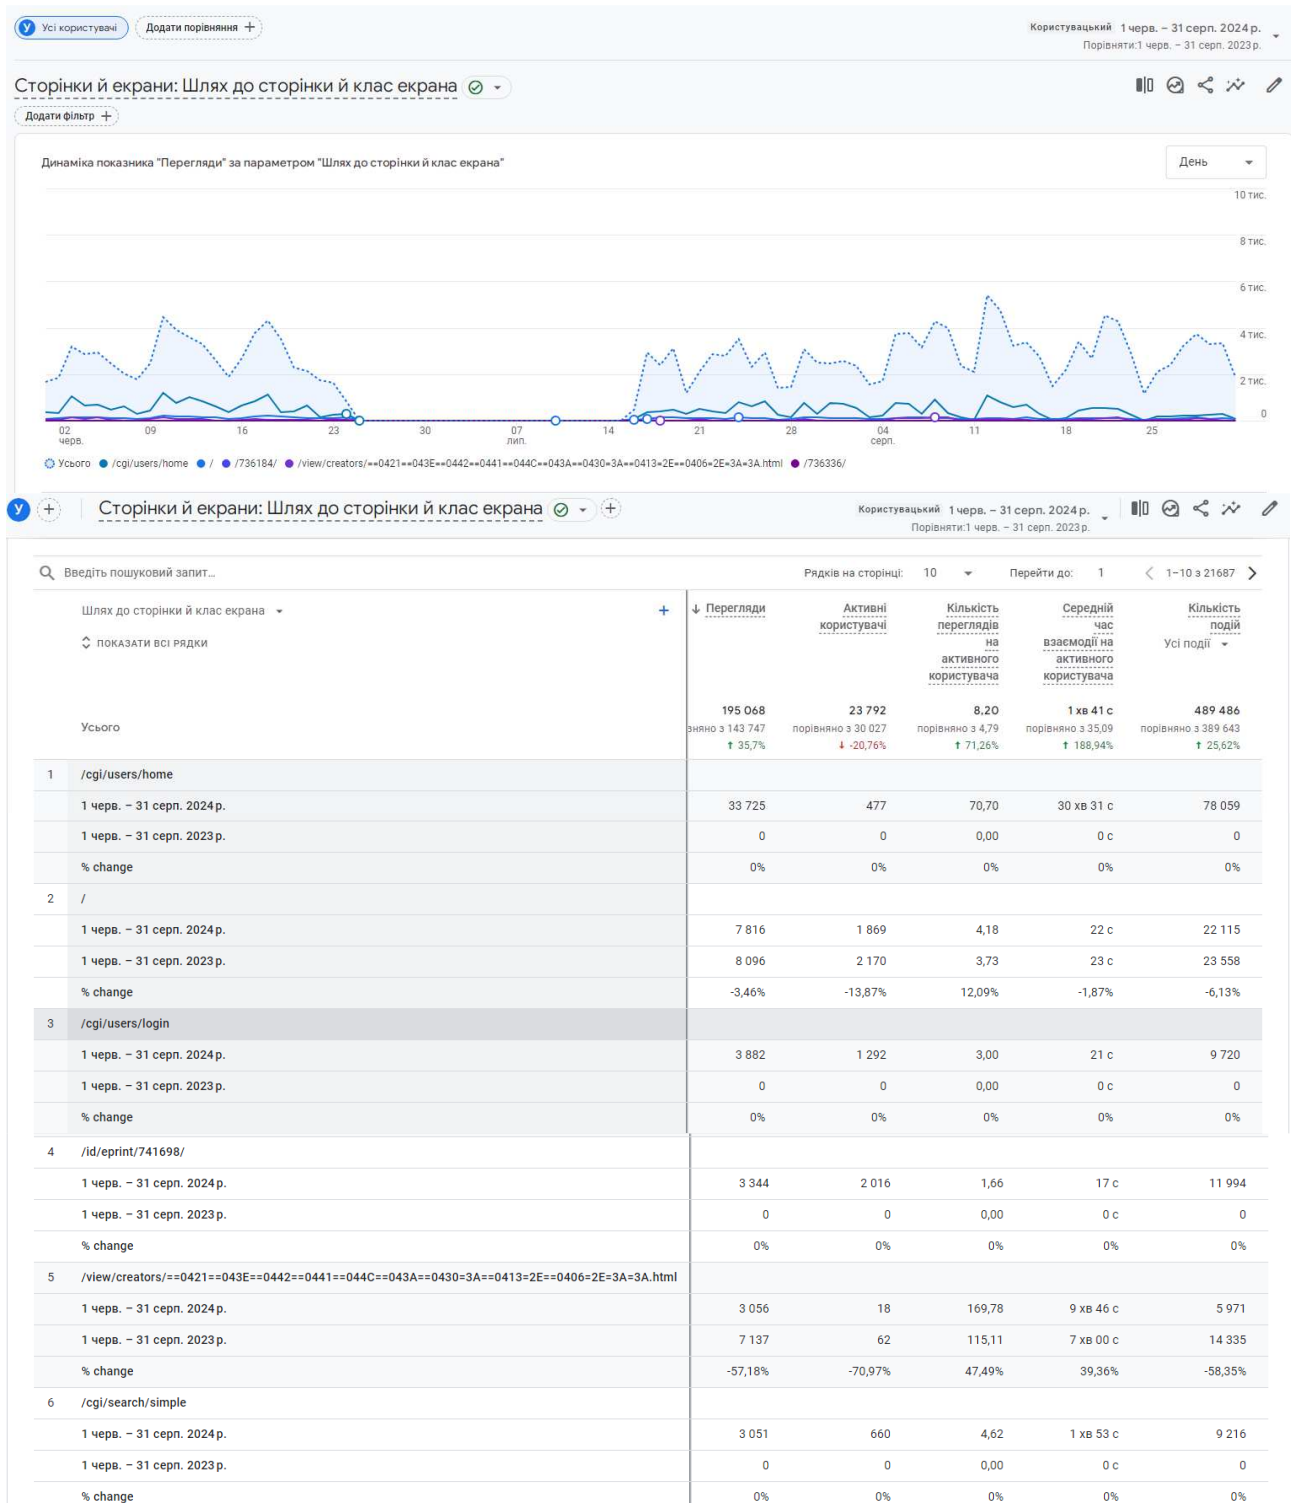 У Усі користувачі Додати порівняння +
Користувацький 1 черв. – 31 серп. 2024 р.
Порівняти:1 черв. – 31 серп. 2023 р.
Сторінки й екрани: Шлях до сторінки й клас екрана
Додати фільтр +
Динаміка показника "Перегляди" за параметром "Шлях до сторінки й клас екрана"
День
10 тис.
8 тис.
6 тис.
4 тис.
2 тис.
0
02 09 16 23 30 07 14 21 28 04 11 18 25
черв. лип. серп.
Усього /cgi/users/home / /736184/ /view/creators/==0421==043E==0442==0441==044C==043A==0430=3A==0413=2E==0406=2E=3A=3A.html /736336/
У + Сторінки й екрани: Шлях до сторінки й клас екрана +
Користувацький 1 черв. – 31 серп. 2024 р.
Порівняти:1 черв. – 31 серп. 2023 р.
Введіть пошуковий запит… Рядків на сторінці: 10 Перейти до: 1 1–10 з 21687
Шлях до сторінки й клас екрана + ↓ Перегляди Активні користувачі Кількість переглядів на активного користувача Середній час взаємодії на активного користувача Кількість подій
ПОКАЗАТИ ВСІ РЯДКИ Усі події
195 068 23 792 8,20 1 хв 41 с 489 486
Усього вняно з 143 747 порівняно з 30 027 порівняно з 4,79 порівняно з 35,09 порівняно з 389 643
↑ 35,7% ↓ -20,76% ↑ 71,26% ↑ 188,94% ↑ 25,62%
1 /cgi/users/home
1 черв. – 31 серп. 2024 р. 33 725 477 70,70 30 хв 31 с 78 059
1 черв. – 31 серп. 2023 р. 0 0 0,00 0 с 0
% change 0% 0% 0% 0% 0%
2 /
1 черв. – 31 серп. 2024 р. 7 816 1 869 4,18 22 с 22 115
1 черв. – 31 серп. 2023 р. 8 096 2 170 3,73 23 с 23 558
% change -3,46% -13,87% 12,09% -1,87% -6,13%
3 /cgi/users/login
1 черв. – 31 серп. 2024 р. 3 882 1 292 3,00 21 с 9 720
1 черв. – 31 серп. 2023 р. 0 0 0,00 0 с 0
% change 0% 0% 0% 0% 0%
4 /id/eprint/741698/
1 черв. – 31 серп. 2024 р. 3 344 2 016 1,66 17 с 11 994
1 черв. – 31 серп. 2023 р. 0 0 0,00 0 с 0
% change 0% 0% 0% 0% 0%
5 /view/creators/==0421==043E==0442==0441==044C==043A==0430=3A==0413=2E==0406=2E=3A=3A.html
1 черв. – 31 серп. 2024 р. 3 056 18 169,78 9 хв 46 с 5 971
1 черв. – 31 серп. 2023 р. 7 137 62 115,11 7 хв 00 с 14 335
% change -57,18% -70,97% 47,49% 39,36% -58,35%
6 /cgi/search/simple
1 черв. – 31 серп. 2024 р. 3 051 660 4,62 1 хв 53 с 9 216
1 черв. – 31 серп. 2023 р. 0 0 0,00 0 с 0
% change 0% 0% 0% 0% 0%